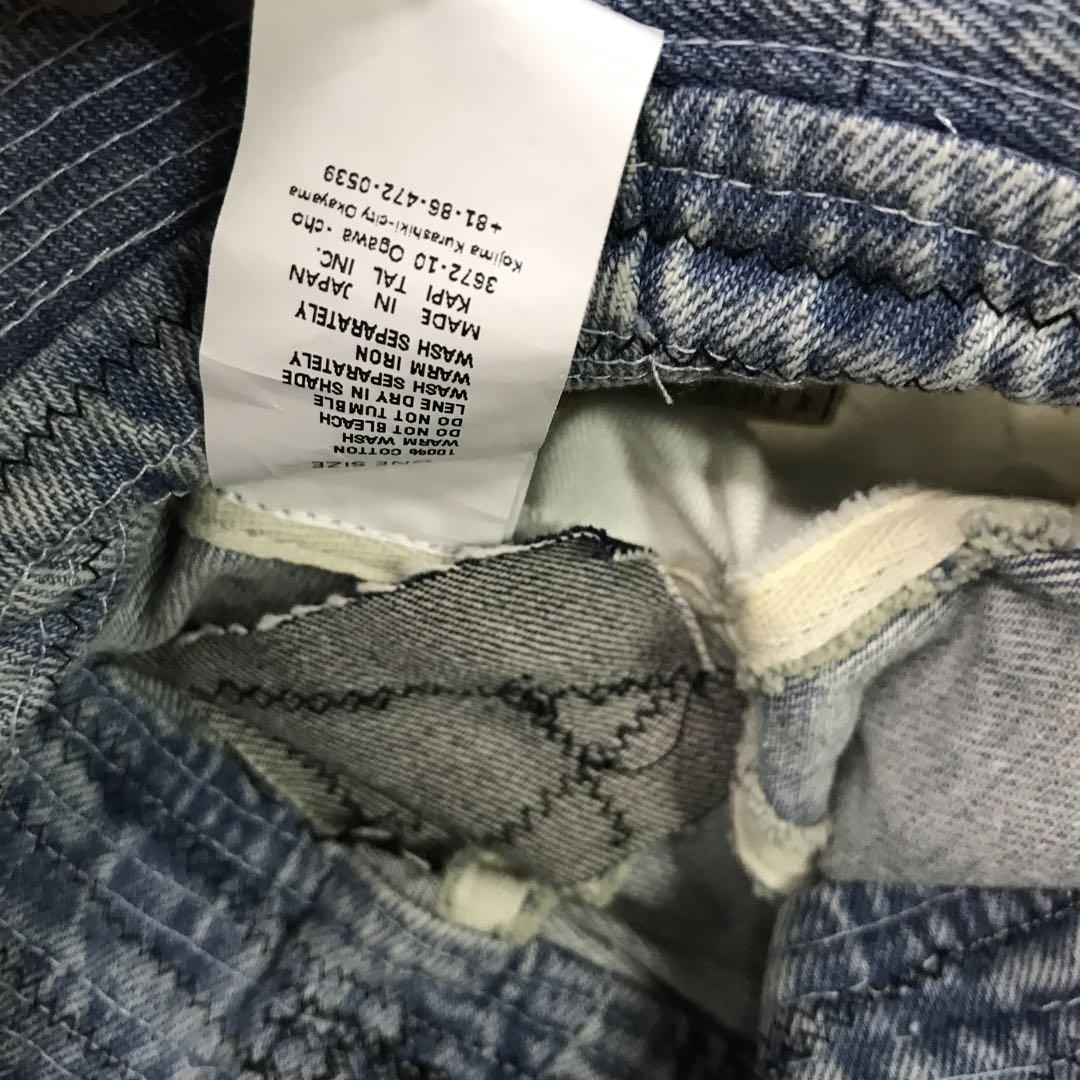 ONE SIZE
100% COTTON
WARM WASH
DO NOT BLEACH
DO NOT TUMBLE
LENE DRY IN SHADE
WASH SEPARATELY
WARM IRON
WASH SEPARATELY
MADE IN JAPAN
KAPI TAL INC.
3672-10 Ogawa-cho
Kojima Kurashiki-city Okayama
+81-86-472-0539